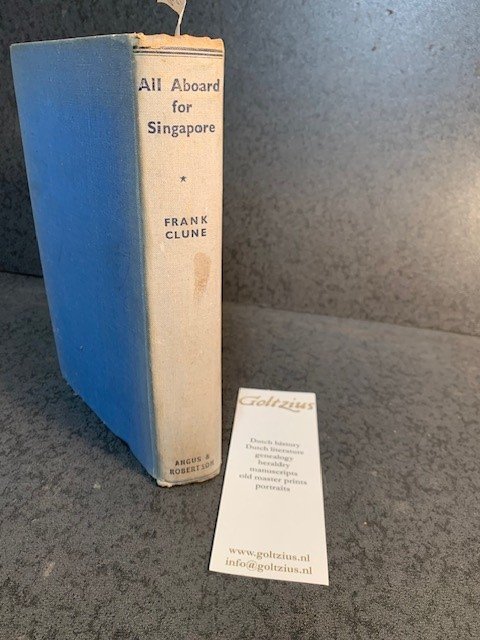 All Aboard
for
Singapore
FRANK
CLUNE
ANGUS &
ROBERTSON
Goltzius
Dutch history
Dutch literature
genealogy
heraldry
manuscripts
old master prints
portraits
www.goltzius.nl
info@goltzius.nl